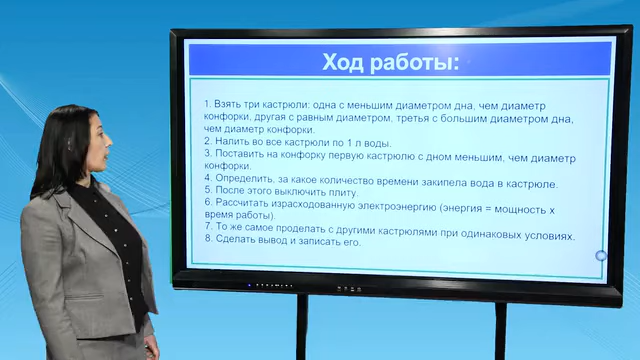 Ход работы:
1. Взять три кастрюли: одна с меньшим диаметром дна, чем диаметр
конфорки, другая с равным диаметром, третья с большим диаметром дна,
чем диаметр конфорки.
2. Налить во все кастрюли по 1 л воды.
3. Поставить на конфорку первую кастрюлю с дном меньшим, чем диаметр
конфорки.
4. Определить, за какое количество времени закипела вода в кастрюле.
5. После этого выключить плиту.
6. Рассчитать израсходованную электроэнергию (энергия = мощность х
время работы).
7. То же самое проделать с другими кастрюлями при одинаковых условиях.
8. Сделать вывод и записать его.